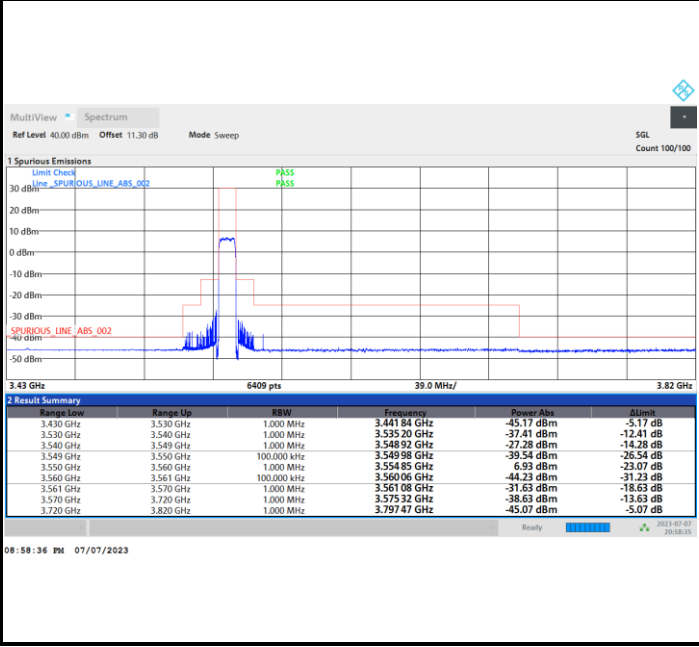 MultiView Spectrum
Ref Level 40.00 dBm Offset 11.30 dB Mode Sweep SGL
Count 100/100
1 Spurious Emissions
Limit Check PASS
Line _SPURIOUS_LINE_ABS_002 PASS
30 dBm
20 dBm
10 dBm
0 dBm
-10 dBm
-20 dBm
-30 dBm
_SPURIOUS_LINE_ABS_002
-40 dBm
-50 dBm
3.43 GHz 6409 pts 39.0 MHz/ 3.82 GHz
2 Result Summary
Range Low Range Up RBW Frequency Power Abs ΔLimit
3.430 GHz 3.530 GHz 1.000 MHz 3.441 84 GHz -45.17 dBm -5.17 dB
3.530 GHz 3.540 GHz 1.000 MHz 3.535 20 GHz -37.41 dBm -12.41 dB
3.540 GHz 3.549 GHz 1.000 MHz 3.548 92 GHz -27.28 dBm -14.28 dB
3.549 GHz 3.550 GHz 100.000 kHz 3.549 98 GHz -39.54 dBm -26.54 dB
3.550 GHz 3.560 GHz 1.000 MHz 3.554 85 GHz 6.93 dBm -23.07 dB
3.560 GHz 3.561 GHz 100.000 kHz 3.560 06 GHz -44.23 dBm -31.23 dB
3.561 GHz 3.570 GHz 1.000 MHz 3.561 08 GHz -31.63 dBm -18.63 dB
3.570 GHz 3.720 GHz 1.000 MHz 3.575 32 GHz -38.63 dBm -13.63 dB
3.720 GHz 3.820 GHz 1.000 MHz 3.797 47 GHz -45.07 dBm -5.07 dB
Ready 2023-07-07
20:58:35
08:58:36 PM 07/07/2023